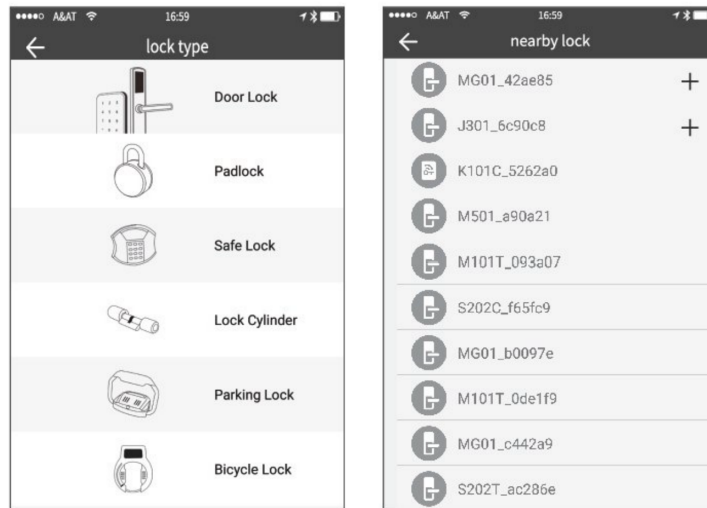 A&AT 16:59
lock type
Door Lock
Padlock
Safe Lock
Lock Cylinder
Parking Lock
Bicycle Lock
A&AT 16:59
nearby lock
MG01_42ae85 +
J301_6c90c8 +
K101C_5262a0
M501_a90a21
M101T_093a07
S202C_f65fc9
MG01_b0097e
M101T_0de1f9
MG01_c442a9
S202T_ac286e